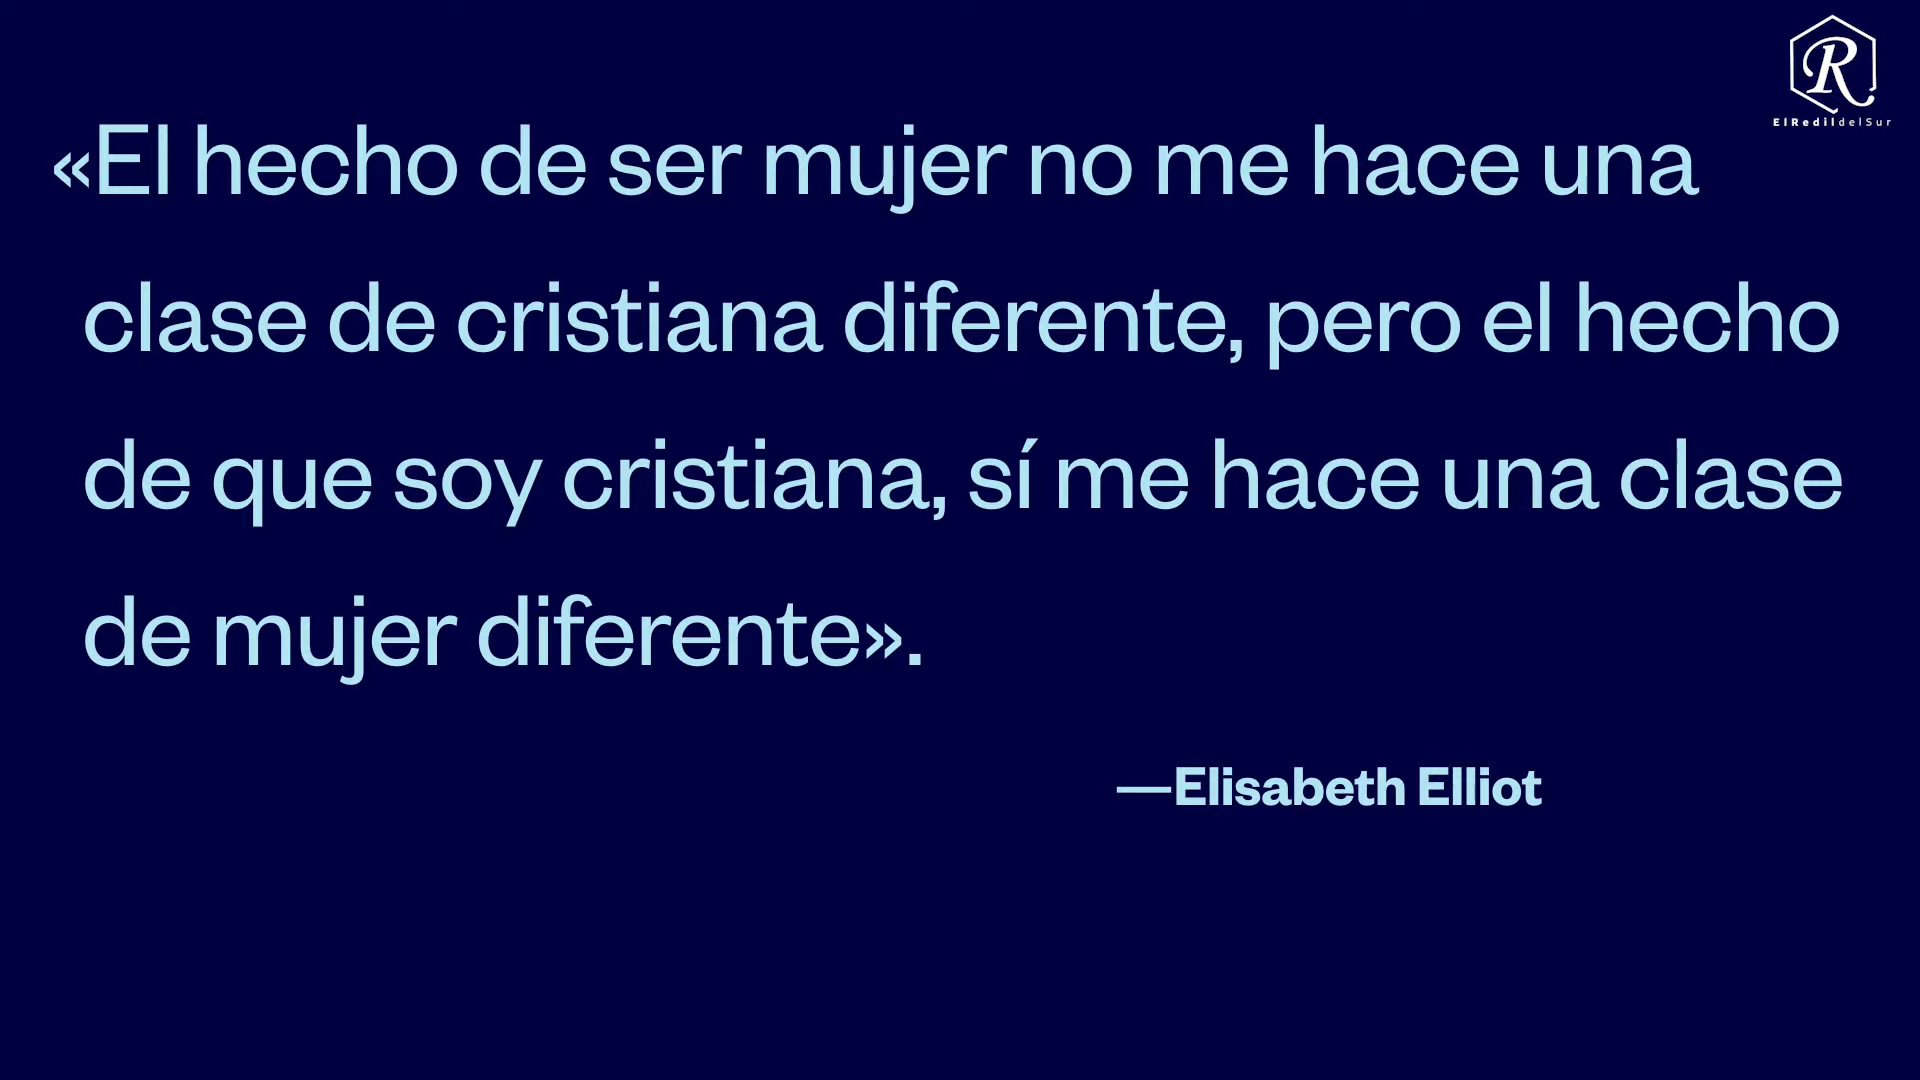 R
ElRedildelSur
«El hecho de ser mujer no me hace una
clase de cristiana diferente, pero el hecho
de que soy cristiana, sí me hace una clase
de mujer diferente».
—Elisabeth Elliot